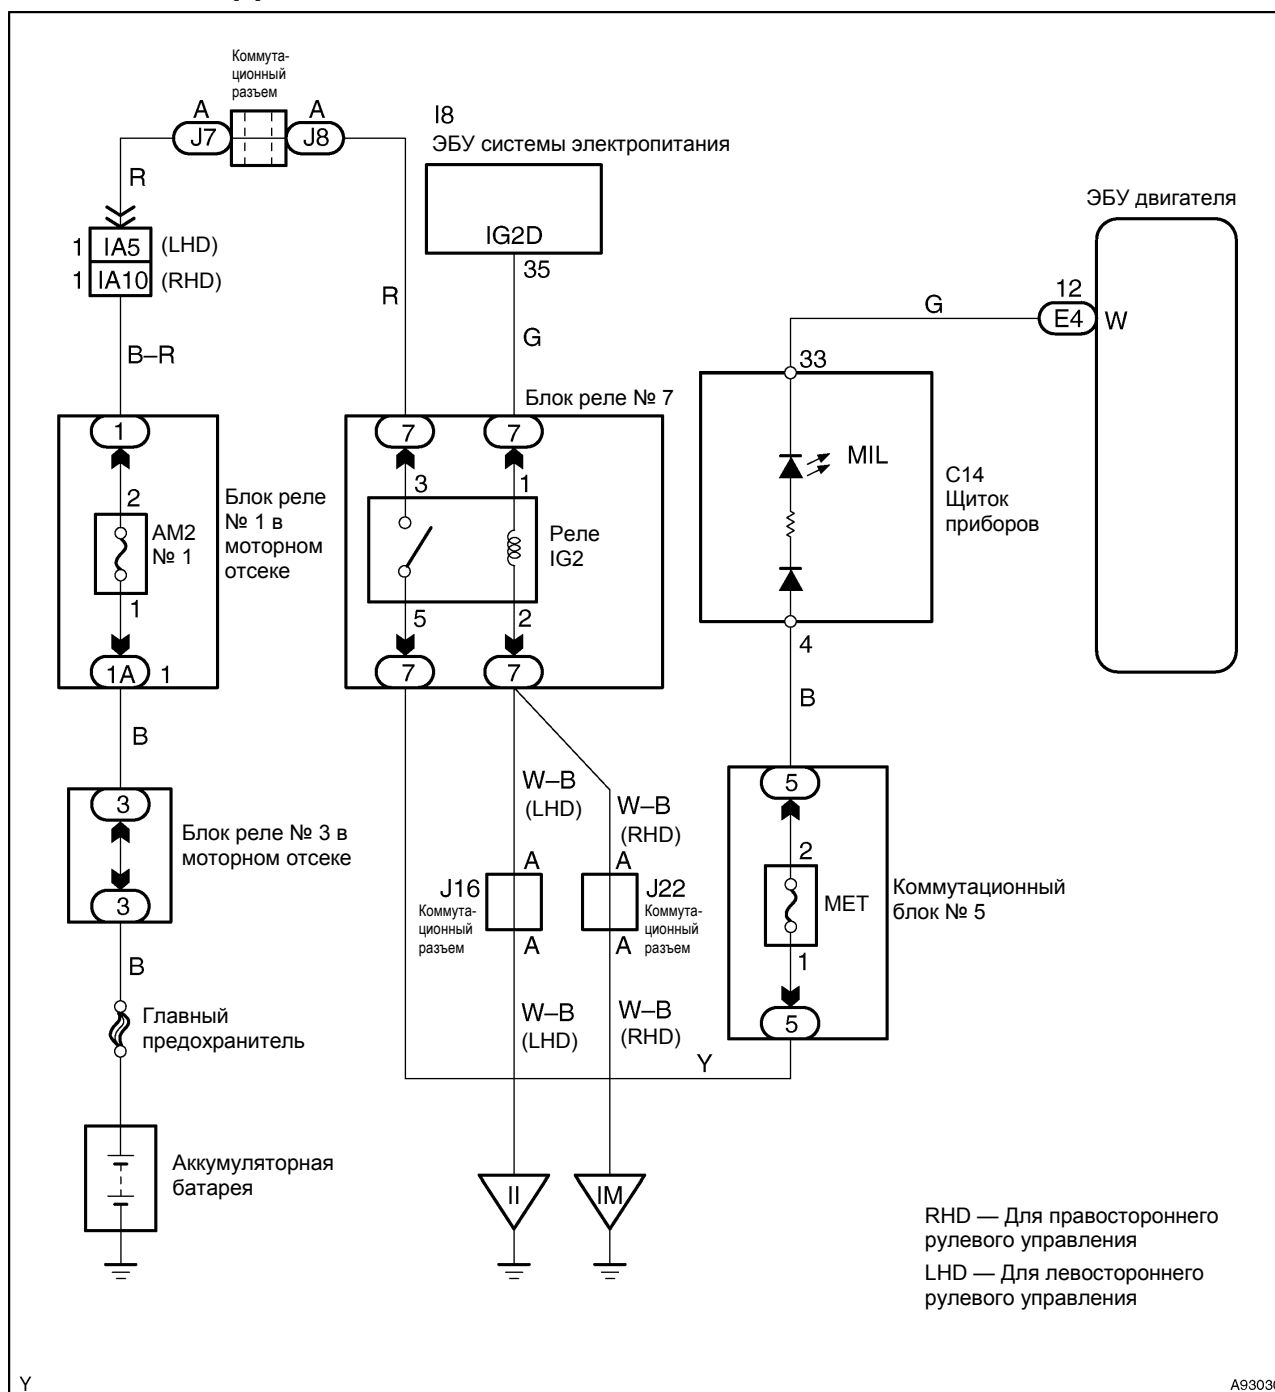 Коммута-
ционный
разъем
A
A
J7
J8
I8
ЭБУ системы электропитания
ЭБУ двигателя
R
IG2D
35
1 IA5 (LHD)
1 IA10 (RHD)
R
G
12
E4
W
G
B–R
33
Блок реле № 7
1
7
7
MIL
2
3
1
C14
Щиток
приборов
Блок реле
№ 1 в
моторном
отсеке
AM2
№ 1
Реле
IG2
1
5
2
4
1A
1
7
7
B
B
W–B
(LHD)
W–B
(RHD)
5
3
Блок реле № 3 в
моторном отсеке
A
A
2
J16
Коммута-
ционный
разъем
J22
Коммута-
ционный
разъем
MET
Коммутационный
блок № 5
3
A
A
1
B
W–B
(LHD)
W–B
(RHD)
5
Главный
предохранитель
Y
Аккумуляторная
батарея
II
IM
RHD — Для правостороннего
рулевого управления
LHD — Для левостороннего
рулевого управления
Y